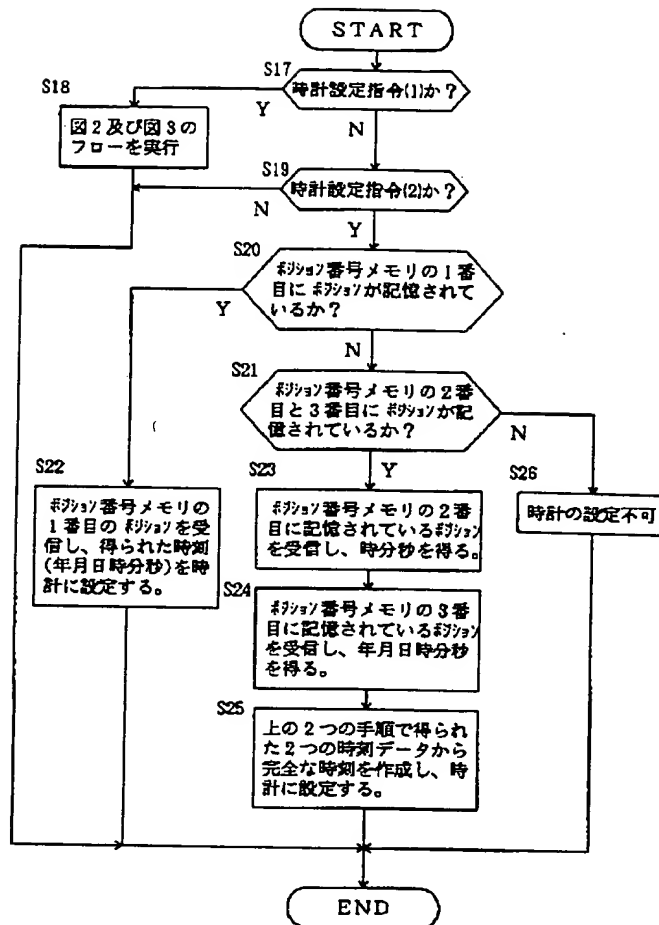 START
S17
時計設定指令(1)か?
Y
N
S18
図2及び図3の
フローを実行
S19
時計設定指令(2)か?
N
Y
S20
ポジション番号メモリの1番
目にポジションが記憶されて
いるか?
Y
N
S21
ポジション番号メモリの2番
目と3番目にポジションが記
憶されているか?
N
Y
S22
ポジション番号メモリの
1番目のポジションを受
信し、得られた時刻
(年月日時分秒)を時
計に設定する。
S23
ポジション番号メモリの2番
目に記憶されているポジション
を受信し、時分秒を得る。
S26
時計の設定不可
S24
ポジション番号メモリの3番
目に記憶されているポジション
を受信し、年月日時分秒
を得る。
S25
上の2つの手順で得られ
た2つの時刻データから
完全な時刻を作成し、時
計に設定する。
END